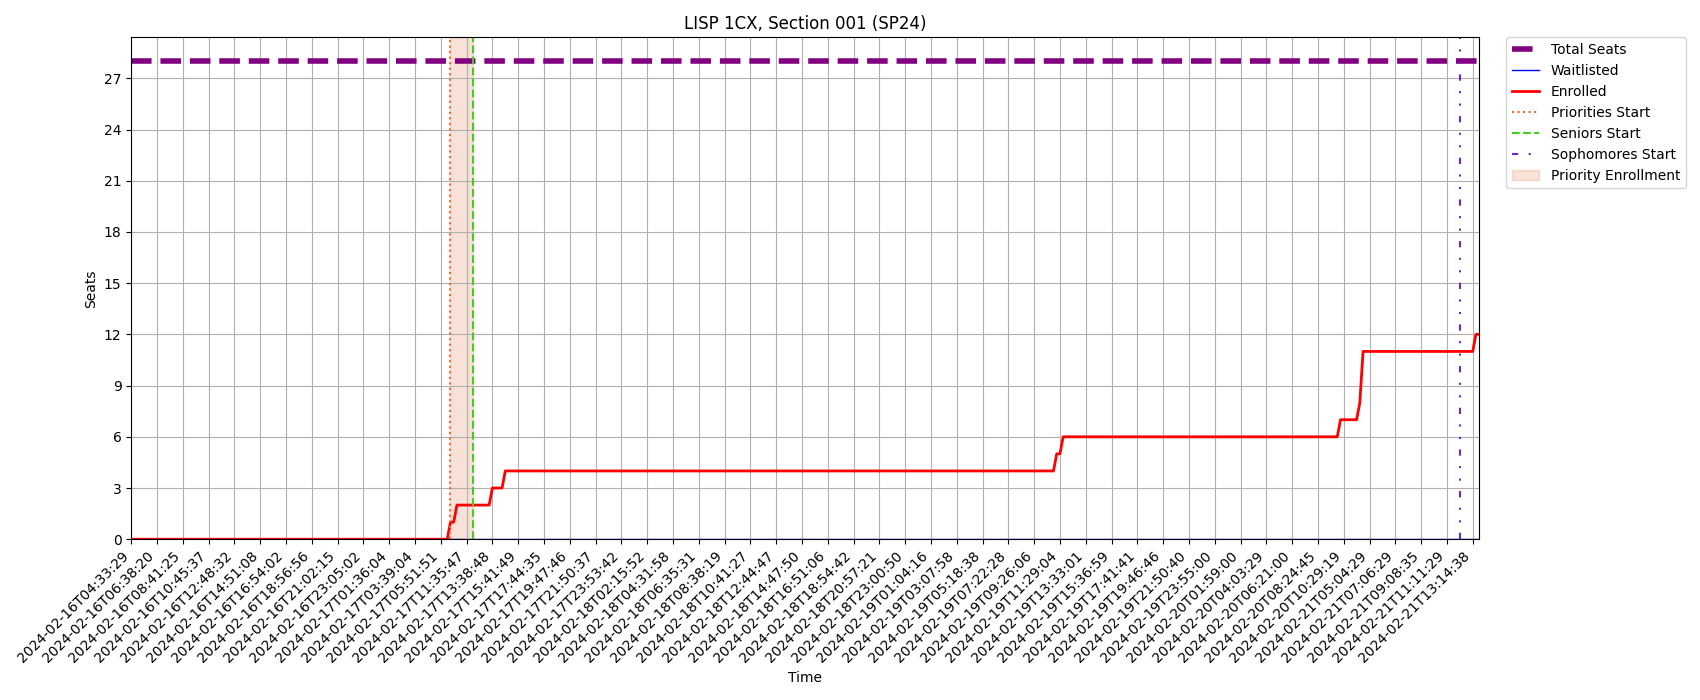 LISP 1CX, Section 001 (SP24)
Total Seats
Waitlisted
Enrolled
Priorities Start
Seniors Start
Sophomores Start
Priority Enrollment
Seats
27
24
21
18
15
12
9
6
3
0
2024-02-16T04:33:29
2024-02-16T06:38:20
2024-02-16T08:41:25
2024-02-16T10:45:37
2024-02-16T12:48:32
2024-02-16T14:51:08
2024-02-16T16:54:02
2024-02-16T18:56:56
2024-02-16T21:02:15
2024-02-16T23:05:02
2024-02-17T01:36:04
2024-02-17T03:39:04
2024-02-17T05:51:51
2024-02-17T11:35:47
2024-02-17T13:38:48
2024-02-17T15:41:49
2024-02-17T17:44:35
2024-02-17T19:47:46
2024-02-17T21:50:37
2024-02-17T23:53:42
2024-02-18T02:15:52
2024-02-18T04:31:58
2024-02-18T06:35:31
2024-02-18T08:38:19
2024-02-18T10:41:27
2024-02-18T12:44:47
2024-02-18T14:47:50
2024-02-18T16:51:06
2024-02-18T18:54:42
2024-02-18T20:57:21
2024-02-18T23:00:50
2024-02-19T01:04:16
2024-02-19T03:07:58
2024-02-19T05:18:38
2024-02-19T07:22:28
2024-02-19T09:26:06
2024-02-19T11:29:04
2024-02-19T13:33:01
2024-02-19T15:36:59
2024-02-19T17:41:41
2024-02-19T19:46:46
2024-02-19T21:50:40
2024-02-19T23:55:00
2024-02-20T01:59:00
2024-02-20T04:03:29
2024-02-20T06:21:00
2024-02-20T08:24:45
2024-02-20T10:29:19
2024-02-21T05:04:29
2024-02-21T07:06:29
2024-02-21T09:08:35
2024-02-21T11:11:29
2024-02-21T13:14:38
Time